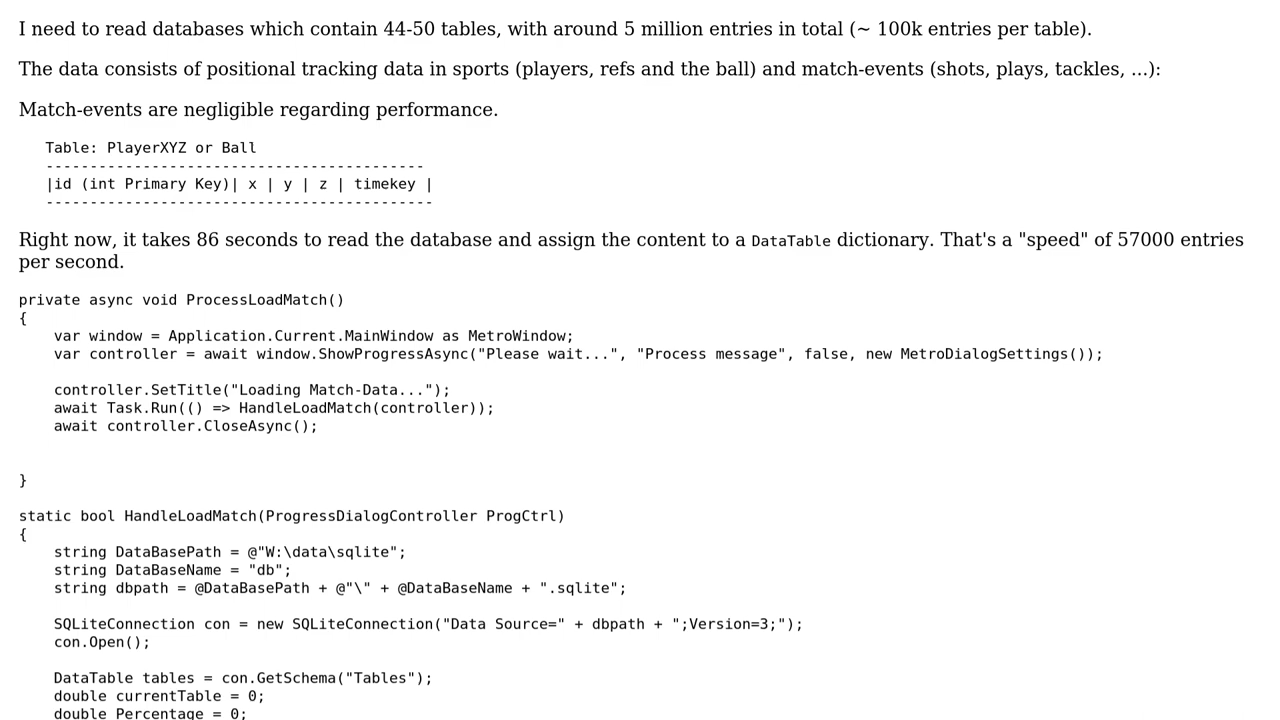 I need to read databases which contain 44-50 tables, with around 5 million entries in total (~ 100k entries per table).
The data consists of positional tracking data in sports (players, refs and the ball) and match-events (shots, plays, tackles, ...):
Match-events are negligible regarding performance.
Table: PlayerXYZ or Ball
-------------------------------------------
|id (int Primary Key)| x | y | z | timekey |
--------------------------------------------
Right now, it takes 86 seconds to read the database and assign the content to a DataTable dictionary. That's a "speed" of 57000 entries
per second.
private async void ProcessLoadMatch()
{
    var window = Application.Current.MainWindow as MetroWindow;
    var controller = await window.ShowProgressAsync("Please wait...", "Process message", false, new MetroDialogSettings());
    controller.SetTitle("Loading Match-Data...");
    await Task.Run(() => HandleLoadMatch(controller));
    await controller.CloseAsync();
}
static bool HandleLoadMatch(ProgressDialogController ProgCtrl)
{
    string DataBasePath = @"W:\data\sqlite";
    string DataBaseName = "db";
    string dbpath = @DataBasePath + @"\" + @DataBaseName + ".sqlite";
    SQLiteConnection con = new SQLiteConnection("Data Source=" + dbpath + ";Version=3;");
    con.Open();
    DataTable tables = con.GetSchema("Tables");
    double currentTable = 0;
    double Percentage = 0;